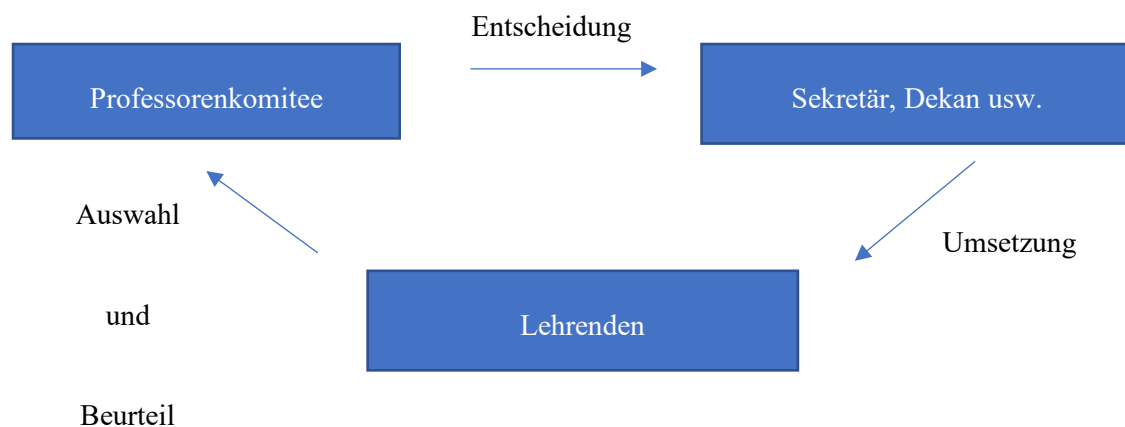 Entscheidung
Professorenkomitee
Sekretär, Dekan usw.
Auswahl
Umsetzung
und
Lehrenden
Beurteil